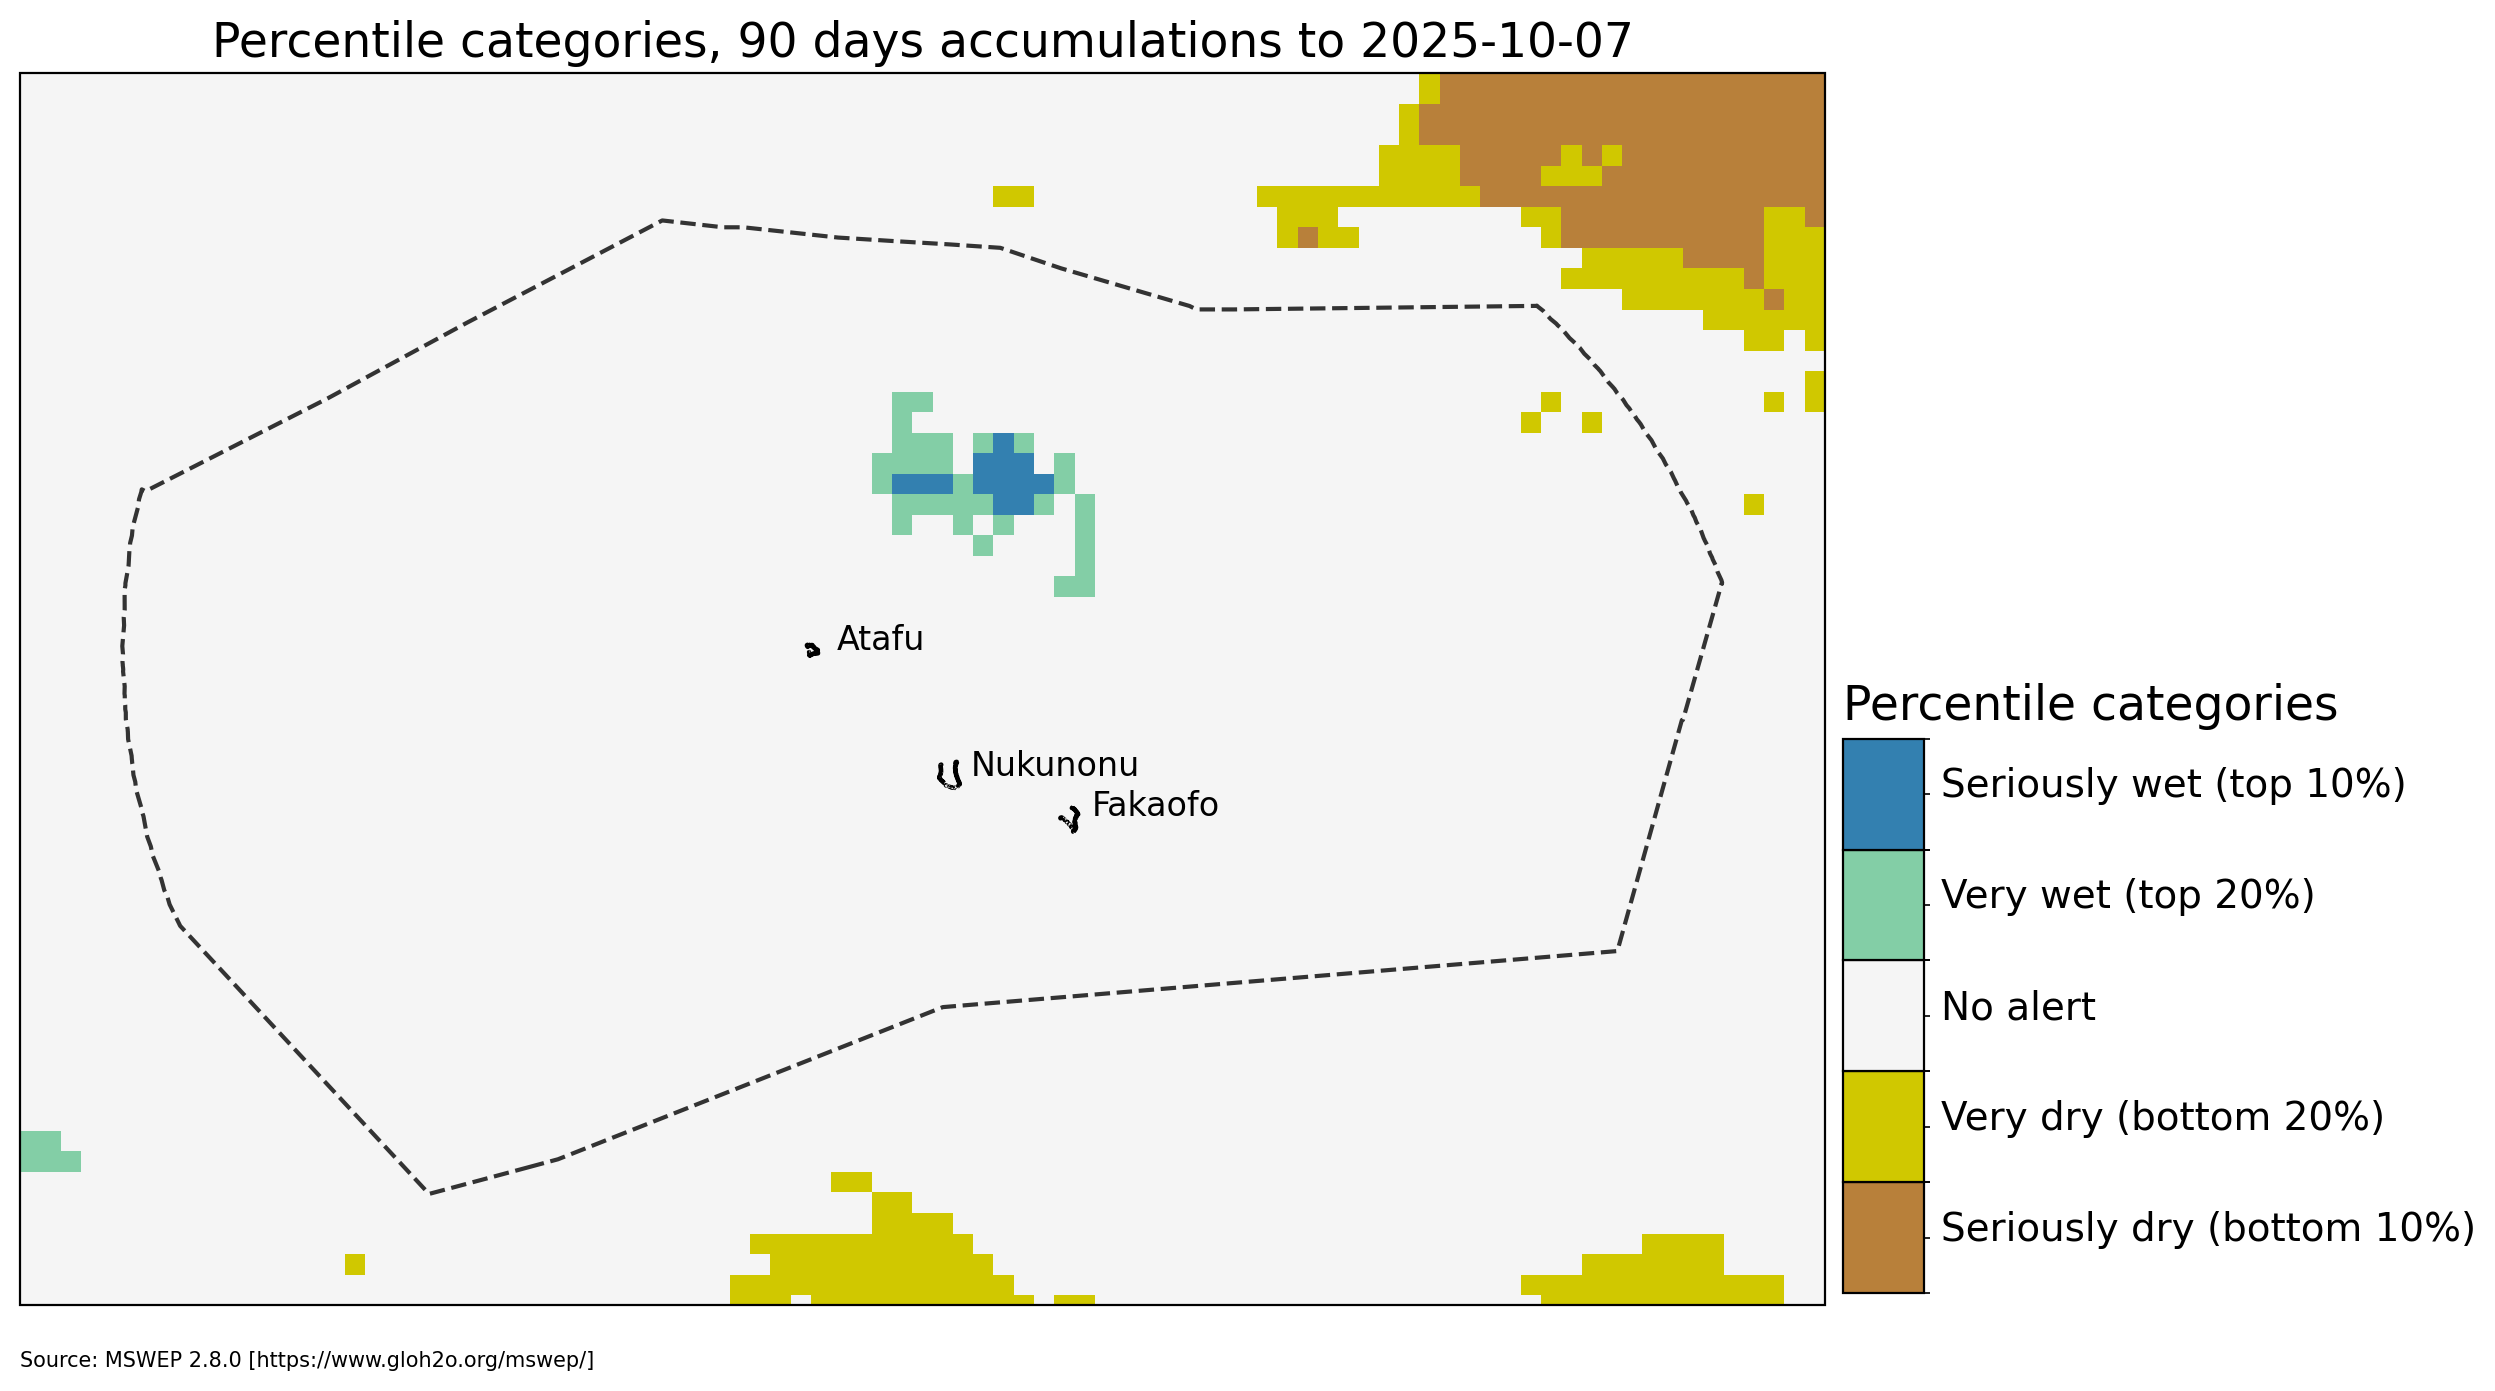 Percentile categories, 90 days accumulations to 2025-10-07
Atafu
Nukunonu
Fakaofo
Percentile categories
Seriously wet (top 10%)
Very wet (top 20%)
No alert
Very dry (bottom 20%)
Seriously dry (bottom 10%)
Source: MSWEP 2.8.0 [https://www.gloh2o.org/mswep/]